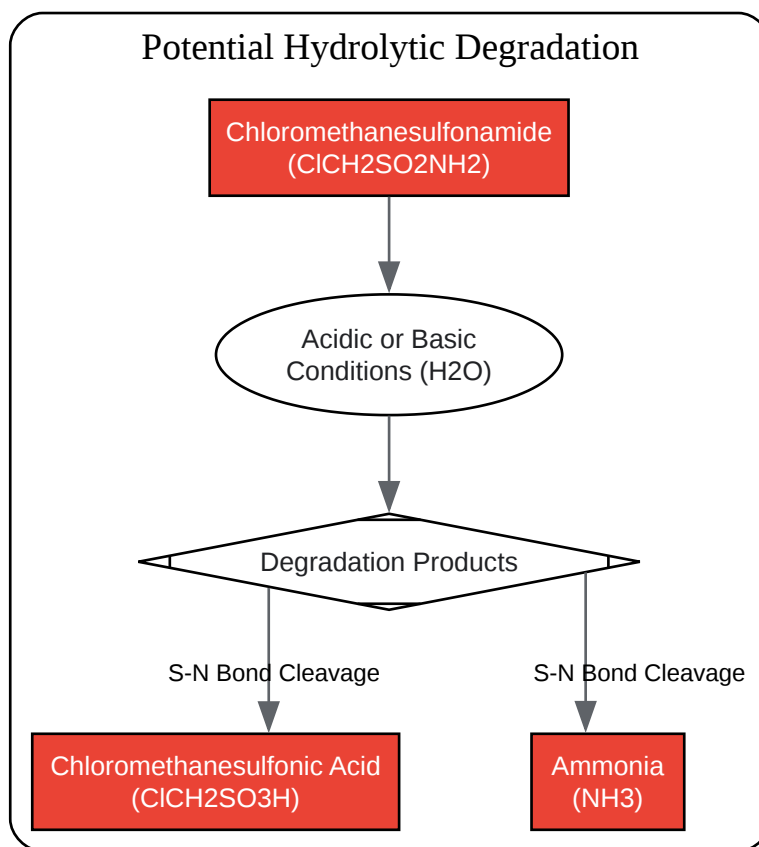 Potential Hydrolytic Degradation
Chloromethanesulfonamide
(ClCH2SO2NH2)
Acidic or Basic
Conditions (H2O)
Degradation Products
S-N Bond Cleavage
S-N Bond Cleavage
Chloromethanesulfonic Acid
(ClCH2SO3H)
Ammonia
(NH3)